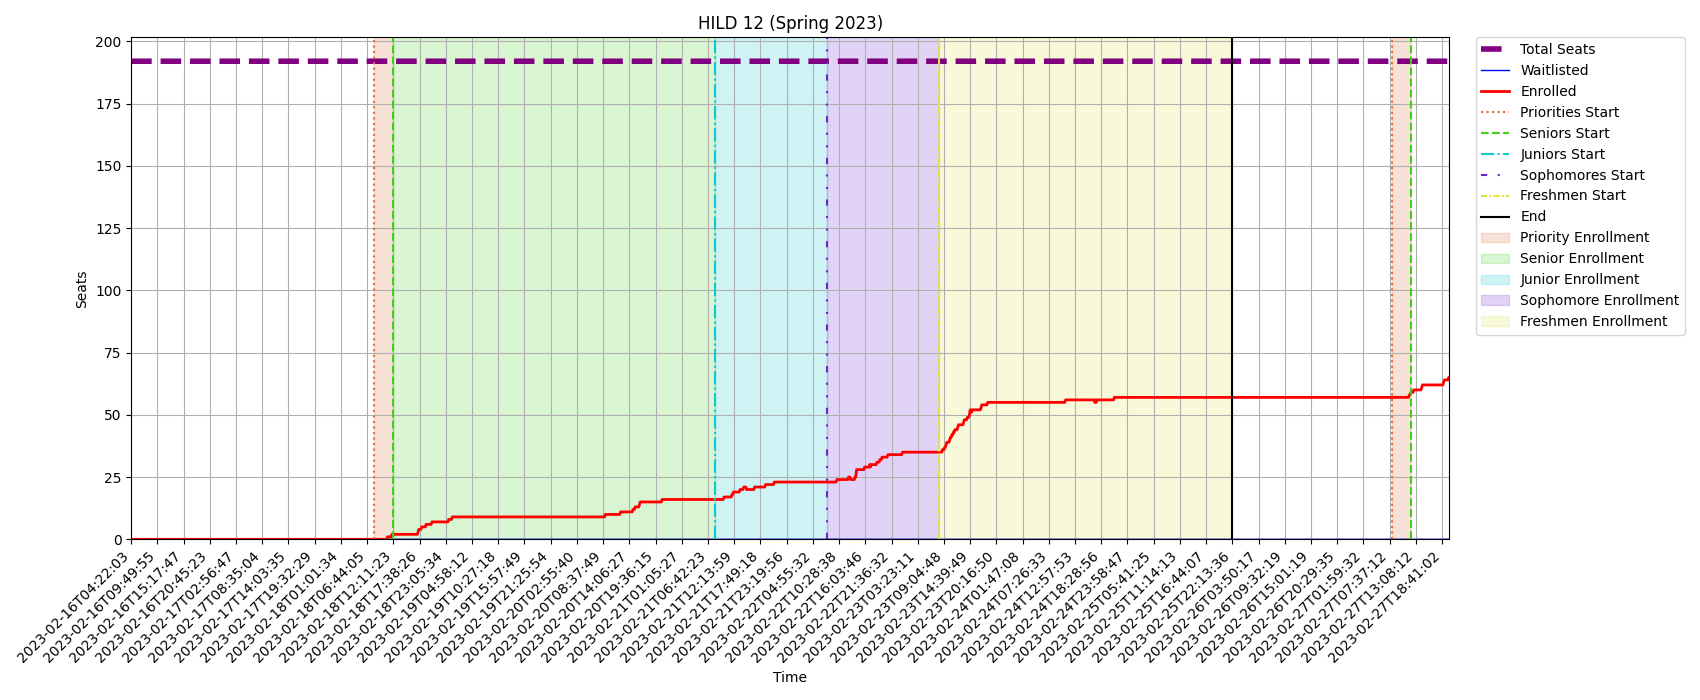 HILD 12 (Spring 2023)
200
175
150
125
100
75
50
25
0
Seats
2023-02-16T04:22:03
2023-02-16T09:49:55
2023-02-16T15:17:47
2023-02-16T20:45:23
2023-02-17T02:56:47
2023-02-17T08:35:04
2023-02-17T14:03:35
2023-02-17T19:32:29
2023-02-18T01:01:34
2023-02-18T06:44:05
2023-02-18T12:11:23
2023-02-18T17:38:26
2023-02-18T23:05:34
2023-02-19T04:58:12
2023-02-19T10:27:18
2023-02-19T15:57:49
2023-02-19T21:25:54
2023-02-20T02:55:40
2023-02-20T08:37:49
2023-02-20T14:06:27
2023-02-20T19:36:15
2023-02-21T01:05:27
2023-02-21T06:42:23
2023-02-21T12:13:59
2023-02-21T17:49:18
2023-02-21T23:19:56
2023-02-22T04:55:32
2023-02-22T10:28:38
2023-02-22T16:03:46
2023-02-22T21:36:32
2023-02-23T03:23:11
2023-02-23T09:04:48
2023-02-23T14:39:49
2023-02-23T20:16:50
2023-02-24T01:47:08
2023-02-24T07:26:33
2023-02-24T12:57:53
2023-02-24T18:28:56
2023-02-24T23:58:47
2023-02-25T05:41:25
2023-02-25T11:14:13
2023-02-25T16:44:07
2023-02-25T22:13:36
2023-02-26T03:50:17
2023-02-26T09:32:19
2023-02-26T15:01:19
2023-02-26T20:29:35
2023-02-27T01:59:32
2023-02-27T07:37:12
2023-02-27T13:08:12
2023-02-27T18:41:02
Time
Total Seats
Waitlisted
Enrolled
Priorities Start
Seniors Start
Juniors Start
Sophomores Start
Freshmen Start
End
Priority Enrollment
Senior Enrollment
Junior Enrollment
Sophomore Enrollment
Freshmen Enrollment